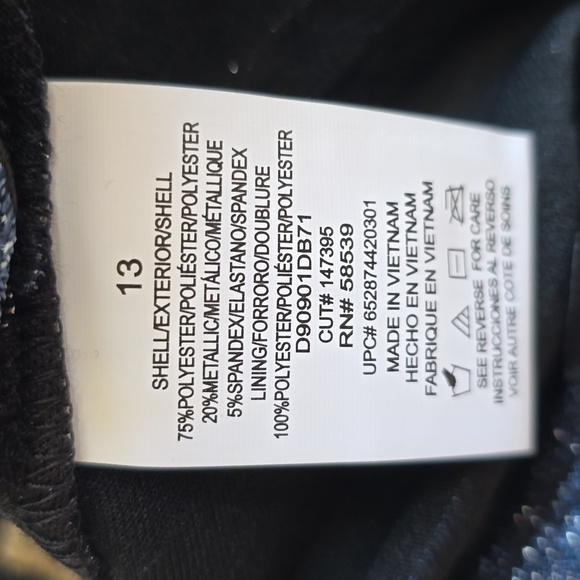 13
SHELL/EXTERIOR/SHELL
75%POLYESTER/POLIÉSTER/POLYESTER
20%METALLIC/METÁLICO/MÉTALLIQUE
5%SPANDEX/ELASTANO/SPANDEX
LINING/FORRORO/DOUBLURE
100%POLYESTER/POLIÉSTER/POLYESTER
D90901DB71
CUT# 147395
RN# 58539
UPC# 652874420301
MADE IN VIETNAM
HECHO EN VIETNAM
FABRIQUE EN VIETNAM
SEE REVERSE FOR CARE
INSTRUCCIONES AL REVERSO
VOIR AUTRE COTE DE SOINS